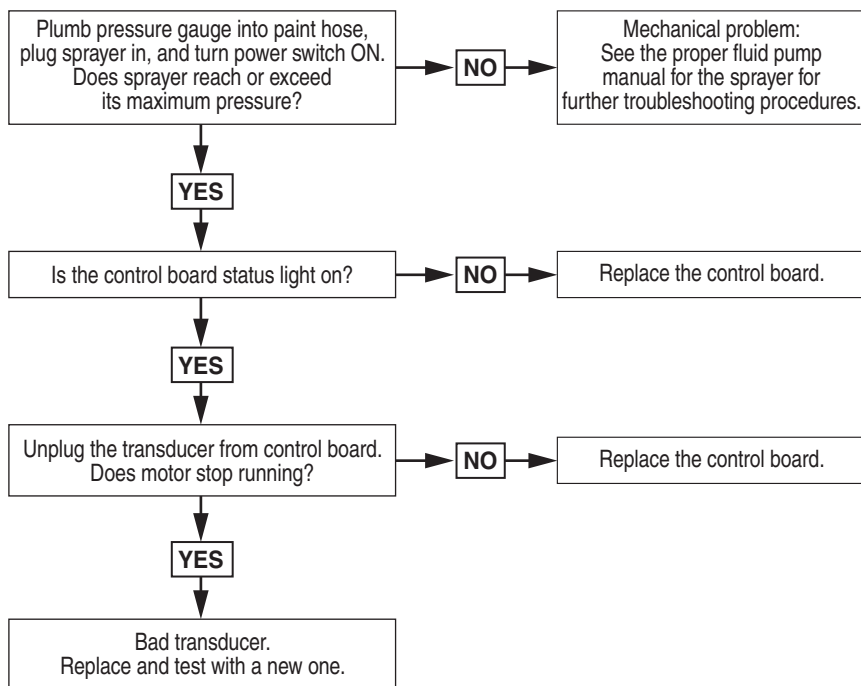 Plumb pressure gauge into paint hose,
plug sprayer in, and turn power switch ON.
Does sprayer reach or exceed
its maximum pressure?
NO
Mechanical problem:
See the proper fluid pump
manual for the sprayer for
further troubleshooting procedures.
YES
Is the control board status light on?
NO
Replace the control board.
YES
Unplug the transducer from control board.
Does motor stop running?
NO
Replace the control board.
YES
Bad transducer.
Replace and test with a new one.